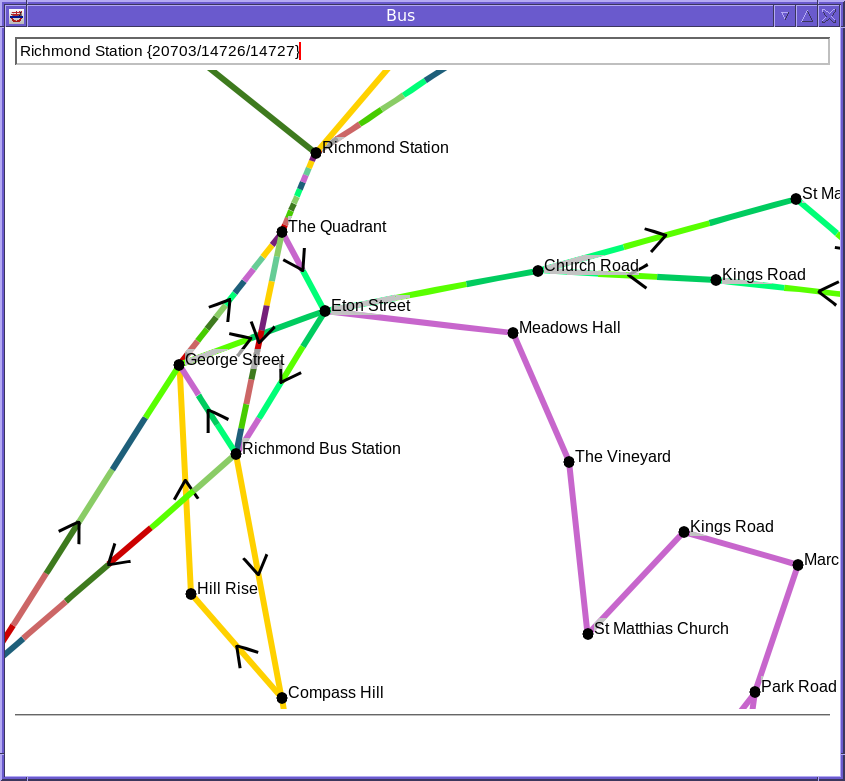 Bus
Richmond Station {20703/14726/14727}
Richmond Station
St Ma
The Quadrant
Church Road
Kings Road
Eton Street
Meadows Hall
George Street
Richmond Bus Station
The Vineyard
Kings Road
Marc
Hill Rise
St Matthias Church
Compass Hill
Park Road